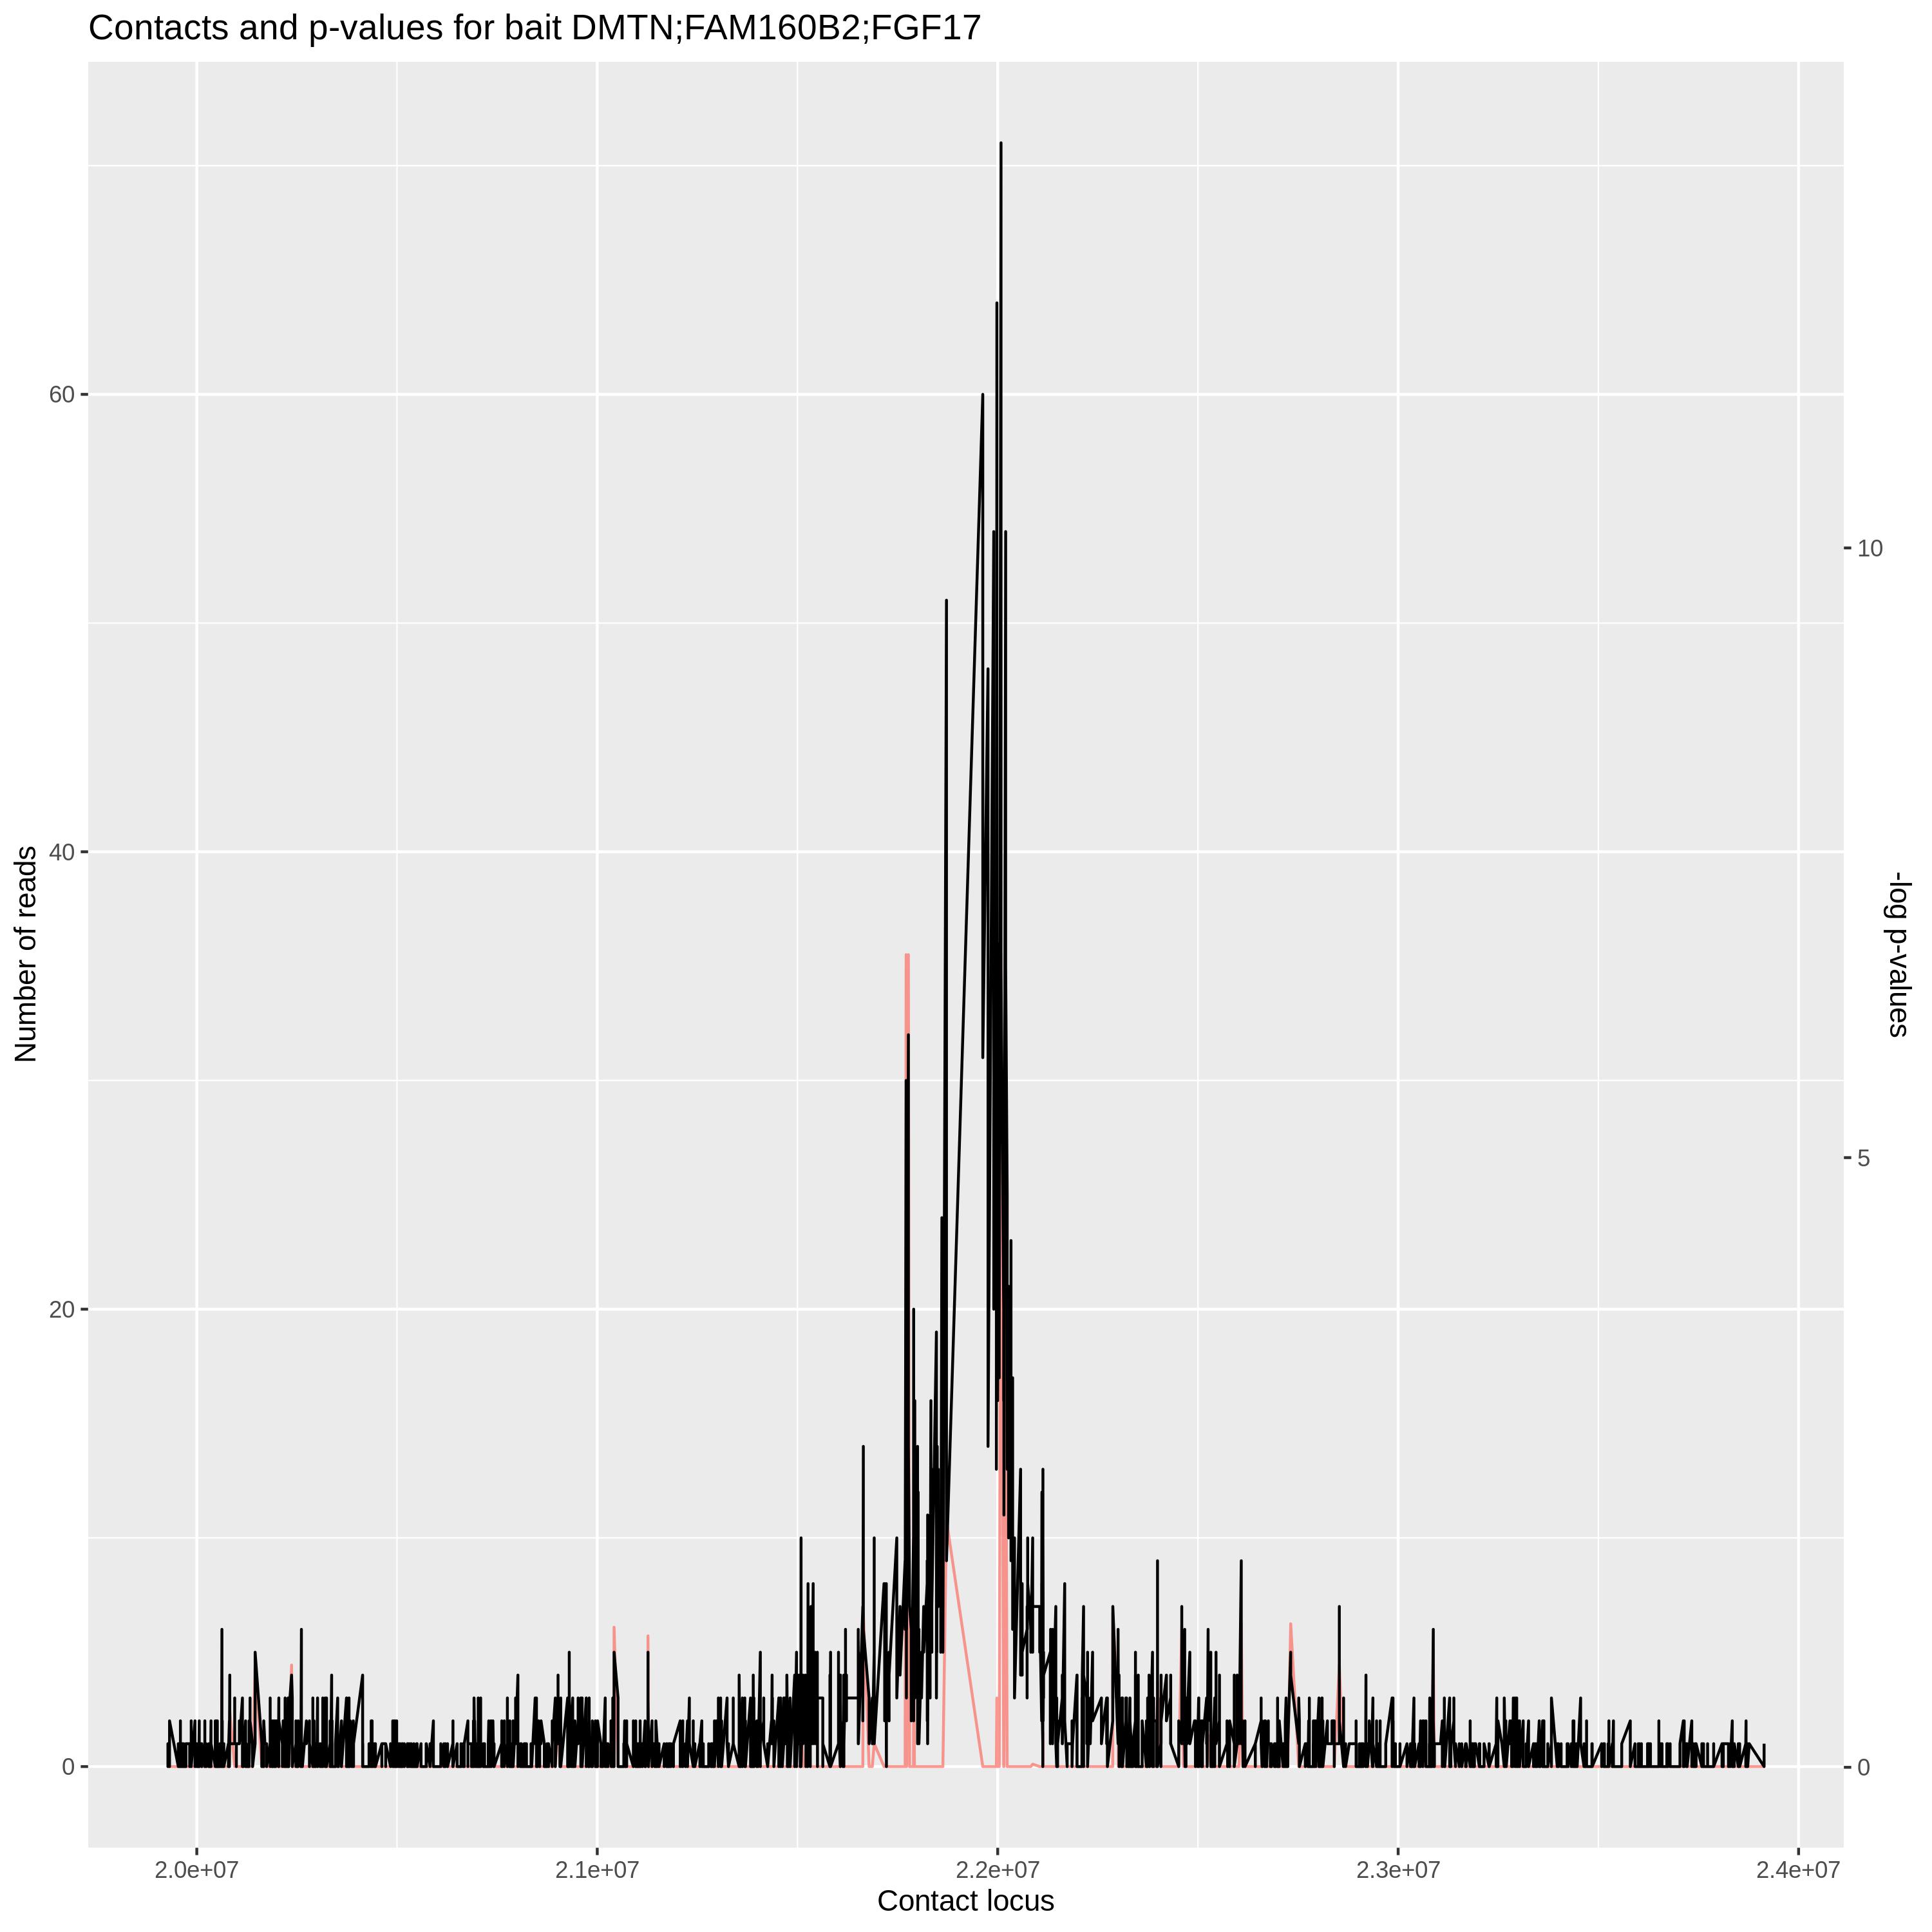 Contacts and p-values for bait DMTN;FAM160B2;FGF17
Number of reads
60
40
20
0
10
5
0
-log p-values
2.0e+07
2.1e+07
2.2e+07
2.3e+07
2.4e+07
Contact locus